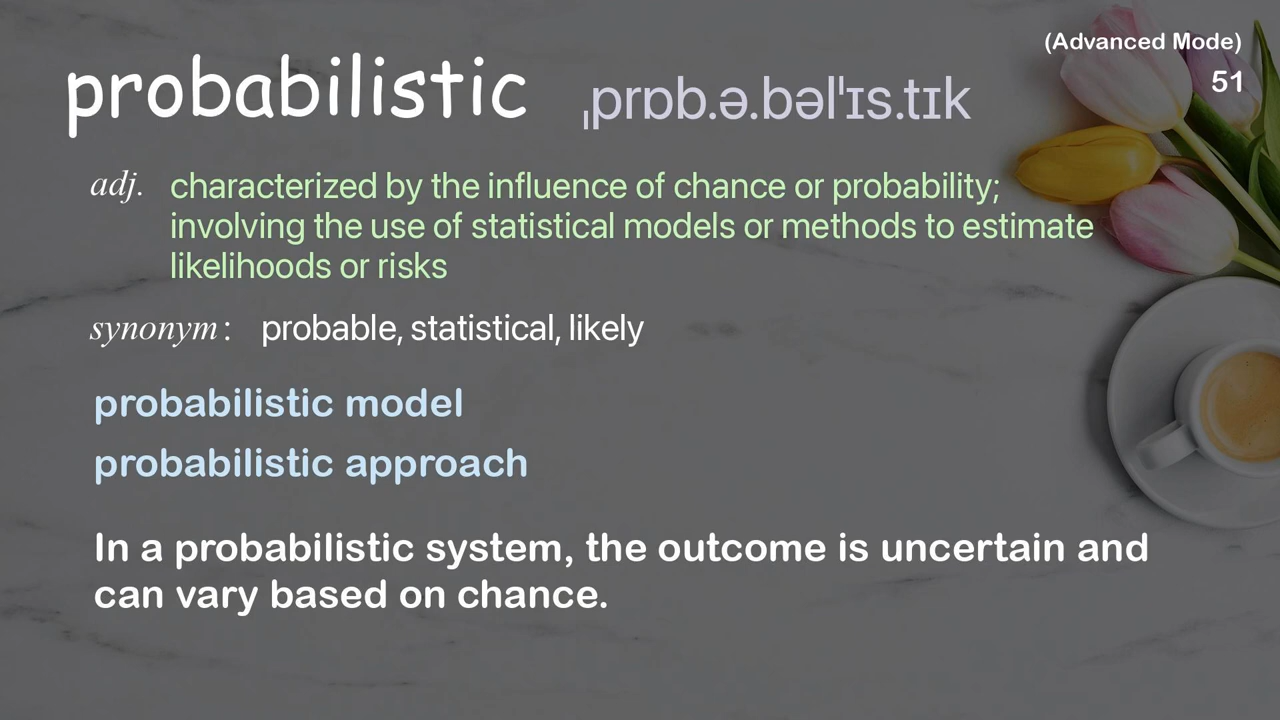 (Advanced Mode)
51
probabilistic ˌprɒb.ə.bəlˈɪs.tɪk
adj. characterized by the influence of chance or probability;
involving the use of statistical models or methods to estimate
likelihoods or risks
synonym: probable, statistical, likely
probabilistic model
probabilistic approach
In a probabilistic system, the outcome is uncertain and
can vary based on chance.